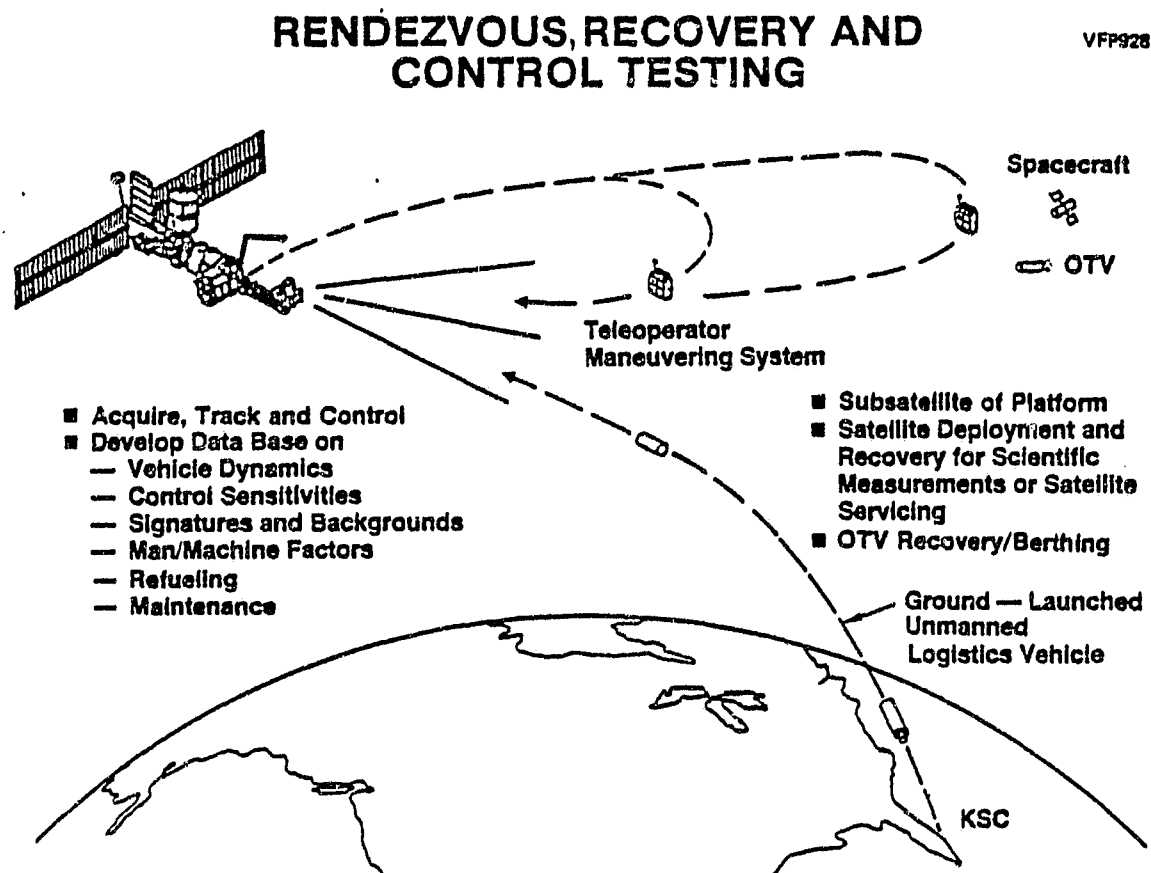 RENDEZVOUS, RECOVERY AND
CONTROL TESTING
VFP928
Spacecraft
OTV
Teleoperator
Maneuvering System
■ Acquire, Track and Control
■ Develop Data Base on
— Vehicle Dynamics
— Control Sensitivities
— Signatures and Backgrounds
— Man/Machine Factors
— Refueling
— Maintenance
■ Subsatellite of Platform
■ Satellite Deployment and
Recovery for Scientific
Measurements or Satellite
Servicing
■ OTV Recovery/Berthing
Ground — Launched
Unmanned
Logistics Vehicle
KSC